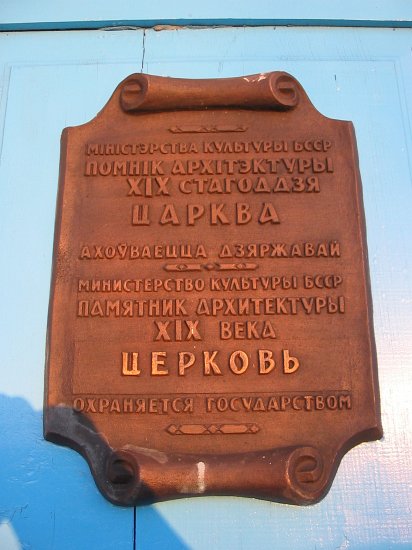 МІНІСТЭРСТВА КУЛЬТУРЫ БССР
ПОМНІК АРХІТЭКТУРЫ
XIX СТАГОДДЗЯ
ЦАРКВА
АХОЎВАЕЦЦА ДЗЯРЖАВАЙ
МИНИСТЕРСТВО КУЛЬТУРЫ БССР
ПАМЯТНИК АРХИТЕКТУРЫ
XIX ВЕКА
ЦЕРКОВЬ
ОХРАНЯЕТСЯ ГОСУДАРСТВОМ